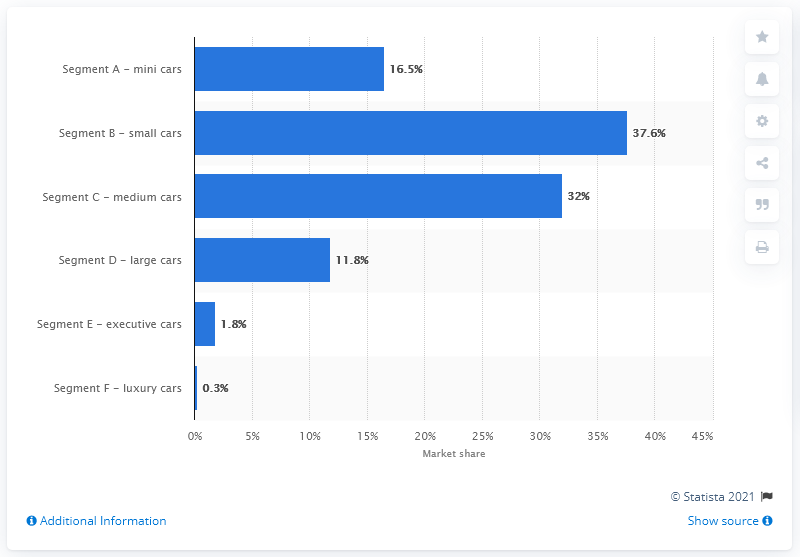 Segment A – mini cars 16.5%
Segment B – small cars 37.6%
Segment C – medium cars 32%
Segment D – large cars 11.8%
Segment E – executive cars 1.8%
Segment F – luxury cars 0.3%
0% 5% 10% 15% 20% 25% 30% 35% 40% 45%
Market share
© Statista 2021
Additional Information Show source